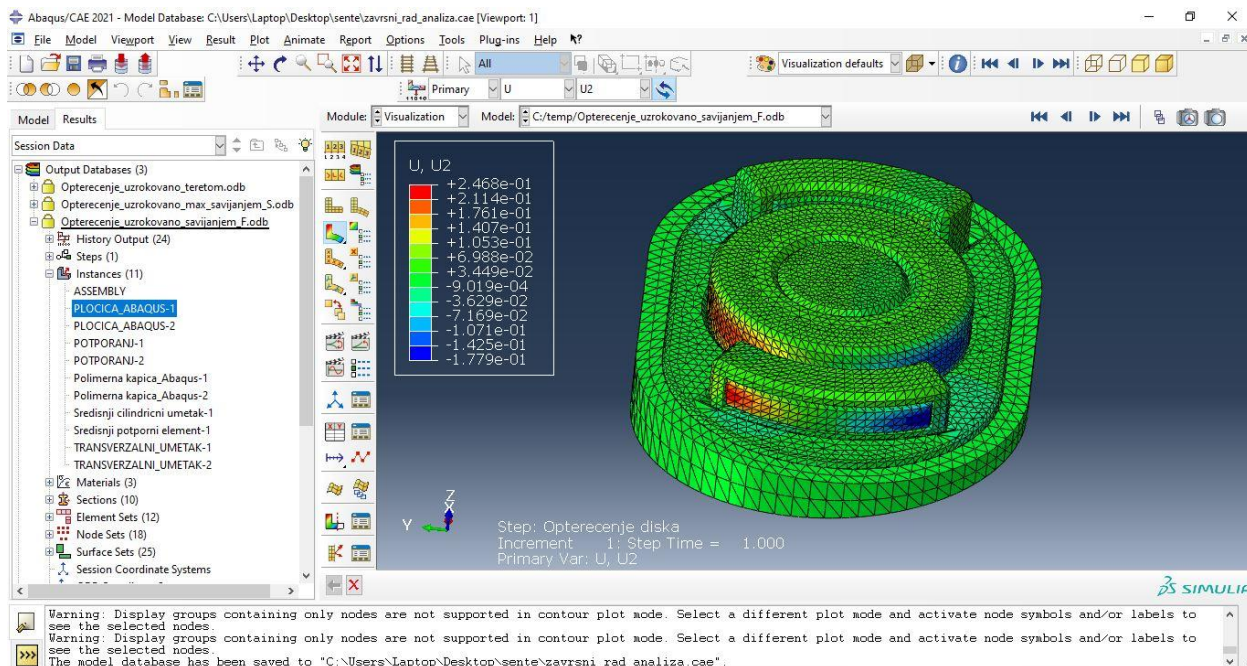 Abaqus/CAE 2021 - Model Database: C:\Users\Laptop\Desktop\sente\zavrsni_rad_analiza.cae [Viewport: 1]
File Model Viewport View Result Plot Animate Report Options Tools Plug-ins Help
All
Visualization defaults
Primary U U2
Model Results
Module: Visualization Model: C:/temp/Opterecenje_uzrokovano_savijanjem_F.odb
Session Data
Output Databases (3)
Opterecenje_uzrokovano_teretom.odb
Opterecenje_uzrokovano_max_savijanjem_S.odb
Opterecenje_uzrokovano_savijanjem_F.odb
History Output (24)
Steps (1)
Instances (11)
ASSEMBLY
PLOCICA_ABAQUS-1
PLOCICA_ABAQUS-2
POTPORANJ-1
POTPORANJ-2
Polimerna kapica_Abaqus-1
Polimerna kapica_Abaqus-2
Sredisnji cilindricni umetak-1
Sredisnji potporni element-1
TRANSVERZALNI_UMETAK-1
TRANSVERZALNI_UMETAK-2
Materials (3)
Sections (10)
Element Sets (12)
Node Sets (18)
Surface Sets (25)
Session Coordinate Systems
U, U2
+2.468e-01
+2.114e-01
+1.761e-01
+1.407e-01
+1.053e-01
+6.988e-02
+3.449e-02
-9.019e-04
-3.629e-02
-7.169e-02
-1.071e-01
-1.425e-01
-1.779e-01
Z
X
Y
Step: Opterecenje diska
Increment 1: Step Time = 1.000
Primary Var: U, U2
SIMULIA
Warning: Display groups containing only nodes are not supported in contour plot mode. Select a different plot mode and activate node symbols and/or labels to
see the selected nodes.
Warning: Display groups containing only nodes are not supported in contour plot mode. Select a different plot mode and activate node symbols and/or labels to
see the selected nodes.
The model database has been saved to "C:\Users\Laptop\Desktop\sente\zavrsni_rad_analiza.cae".